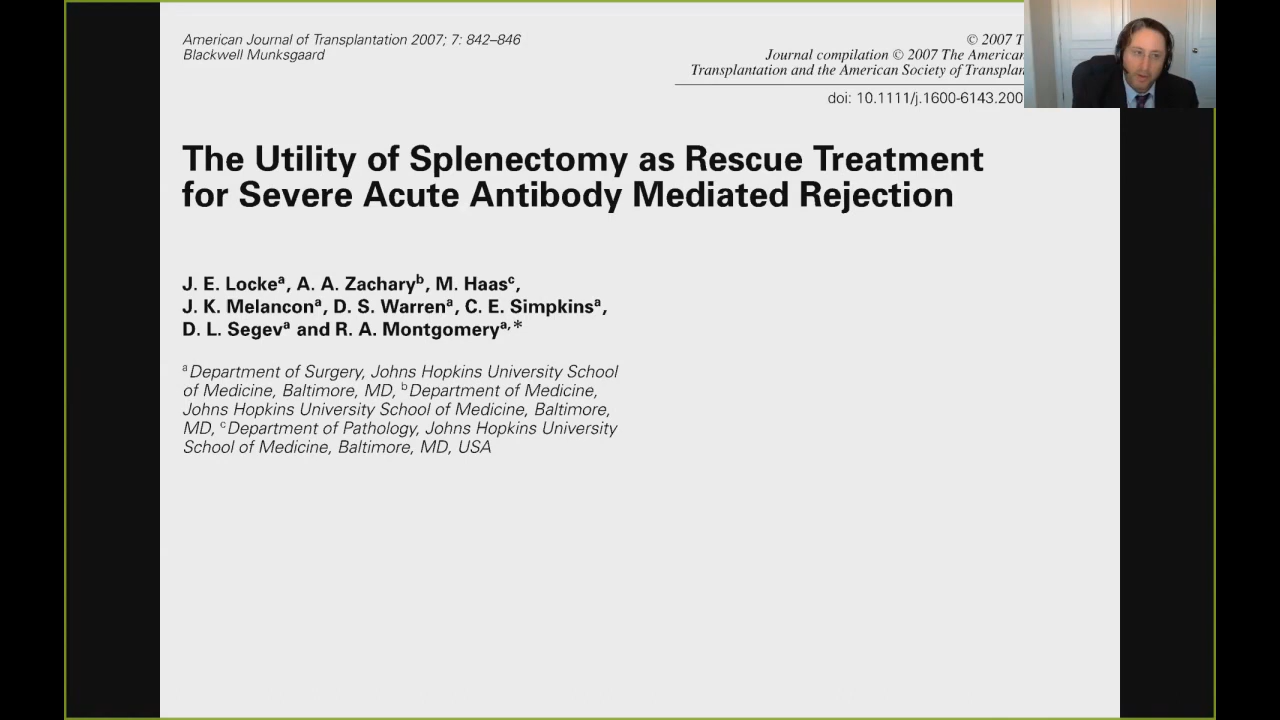 American Journal of Transplantation 2007; 7: 842–846
Blackwell Munksgaard
© 2007
Journal compilation © 2007 The American
Transplantation and the American Society of
doi: 10.1111/j.1600-6143.200
The Utility of Splenectomy as Rescue Treatment
for Severe Acute Antibody Mediated Rejection
J. E. Lockeᵃ, A. A. Zacharyᵇ, M. Haasᶜ,
J. K. Melanconᵃ, D. S. Warrenᵃ, C. E. Simpkinsᵃ,
D. L. Segevᵃ and R. A. Montgomeryᵃ,*
ᵃDepartment of Surgery, Johns Hopkins University School
of Medicine, Baltimore, MD, ᵇDepartment of Medicine,
Johns Hopkins University School of Medicine, Baltimore,
MD, ᶜDepartment of Pathology, Johns Hopkins University
School of Medicine, Baltimore, MD, USA